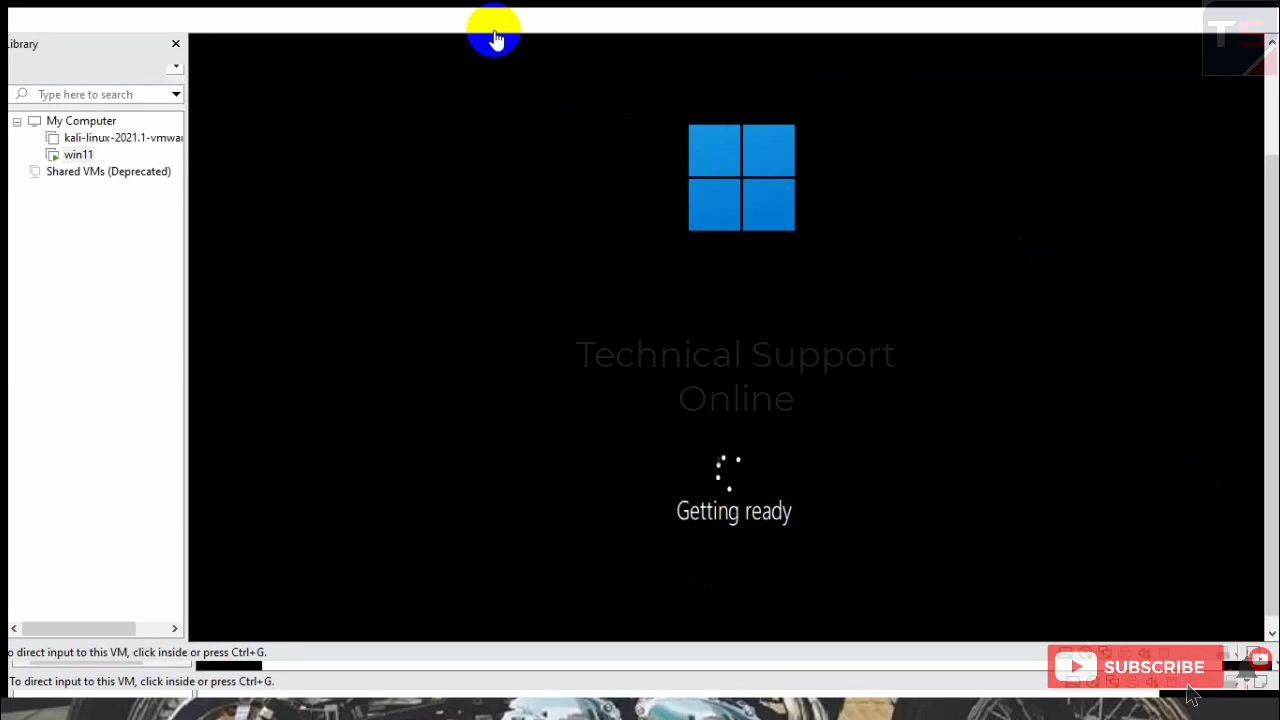 TS
Library
Type here to search
My Computer
kali-linux-2021.1-vmwar
win11
Shared VMs (Deprecated)
Technical Support
Online
Getting ready
o direct input to this VM, click inside or press Ctrl+G.
To direct input to this VM, click inside or press Ctrl+G.
SUBSCRIBE